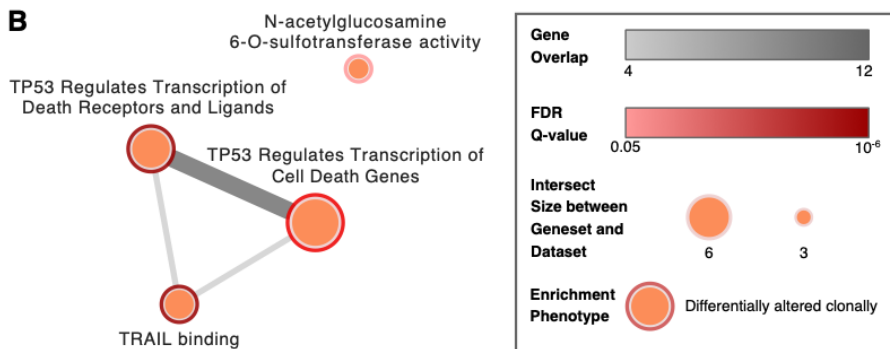 B
N-acetylglucosamine
6-O-sulfotransferase activity
TP53 Regulates Transcription of
Death Receptors and Ligands
TP53 Regulates Transcription of
Cell Death Genes
TRAIL binding
Gene
Overlap
4 12
FDR
Q-value
0.05 10⁻⁶
Intersect
Size between
Geneset and
Dataset
6 3
Enrichment
Phenotype
Differentially altered clonally